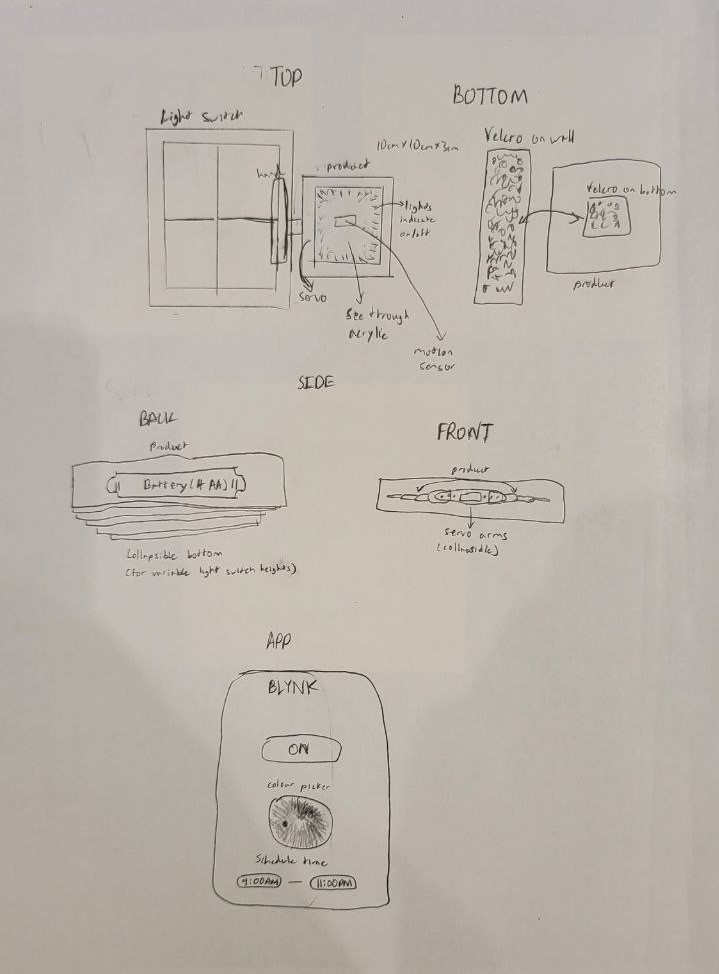 TOP
BOTTOM
Light Switch
10cm x 10cm x 3cm
Velcro on wall
product
hand
lights
indicate
on/off
Velcro on bottom
servo
See through
Acrylic
product
motion
sensor
SIDE
BACK
FRONT
Product
product
Battery (4 AA)
servo arms
(collapsible)
Collapsible bottom
(for variable light switch heights)
APP
BLYNK
ON
colour picker
Schedule time
9:00AM — 11:00AM